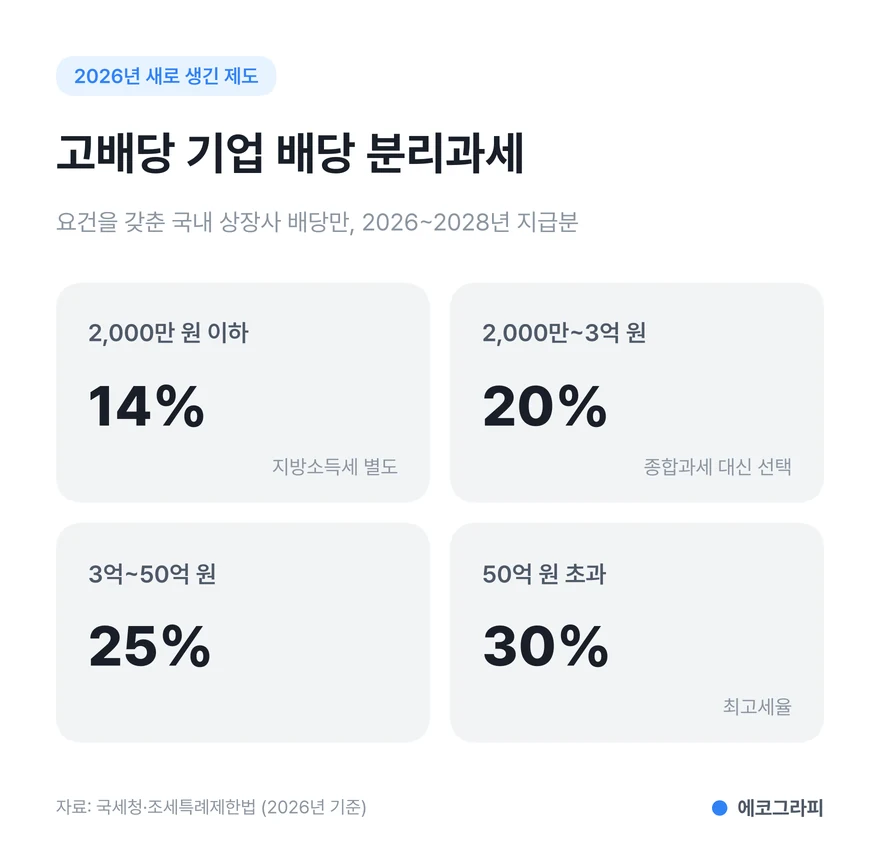 2026년 새로 생긴 제도
고배당 기업 배당 분리과세
요건을 갖춘 국내 상장사 배당만, 2026~2028년 지급분
2,000만 원 이하
14%
지방소득세 별도
2,000만~3억 원
20%
종합과세 대신 선택
3억~50억 원
25%
50억 원 초과
30%
최고세율
자료: 국세청·조세특례제한법 (2026년 기준)
에코그라피